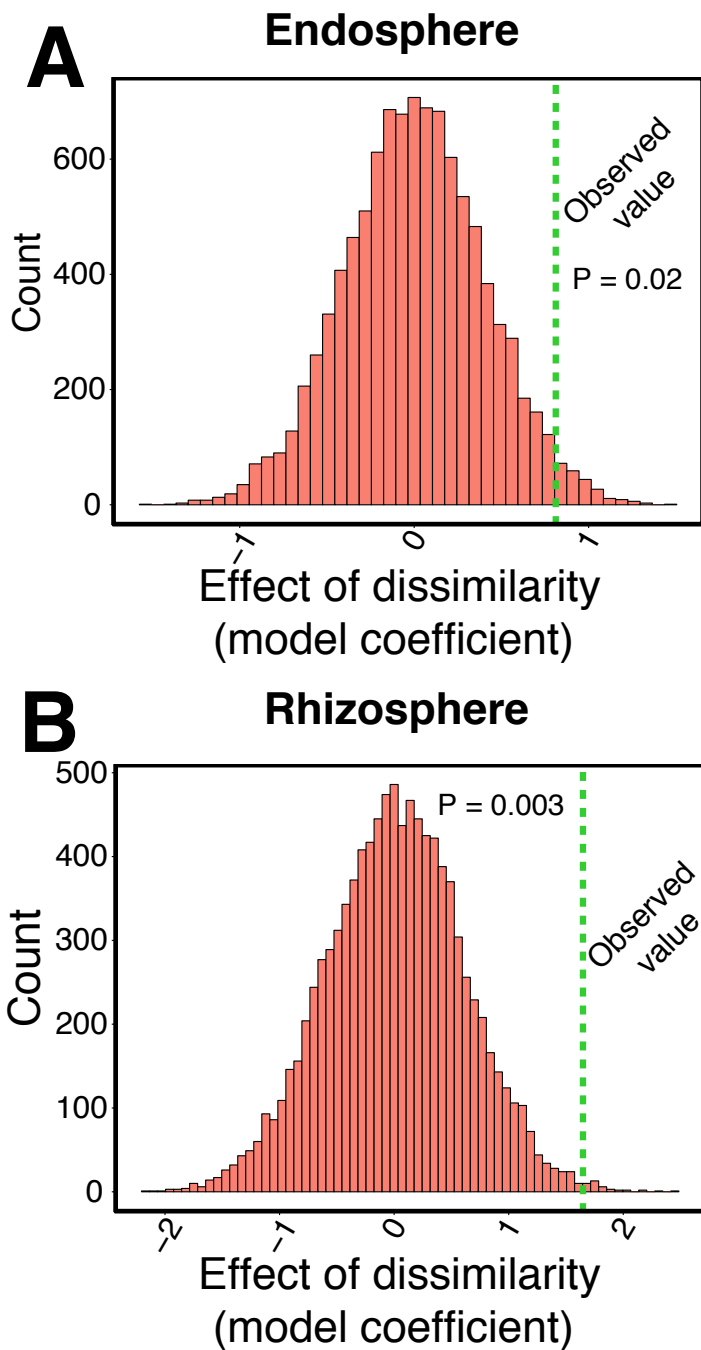 A
Endosphere
600
400
200
0
Count
Observed
value
P = 0.02
−1
0
1
Effect of dissimilarity
(model coefficient)
B
Rhizosphere
500
400
300
200
100
0
Count
P = 0.003
Observed
value
−2
−1
0
1
2
Effect of dissimilarity
(model coefficient)